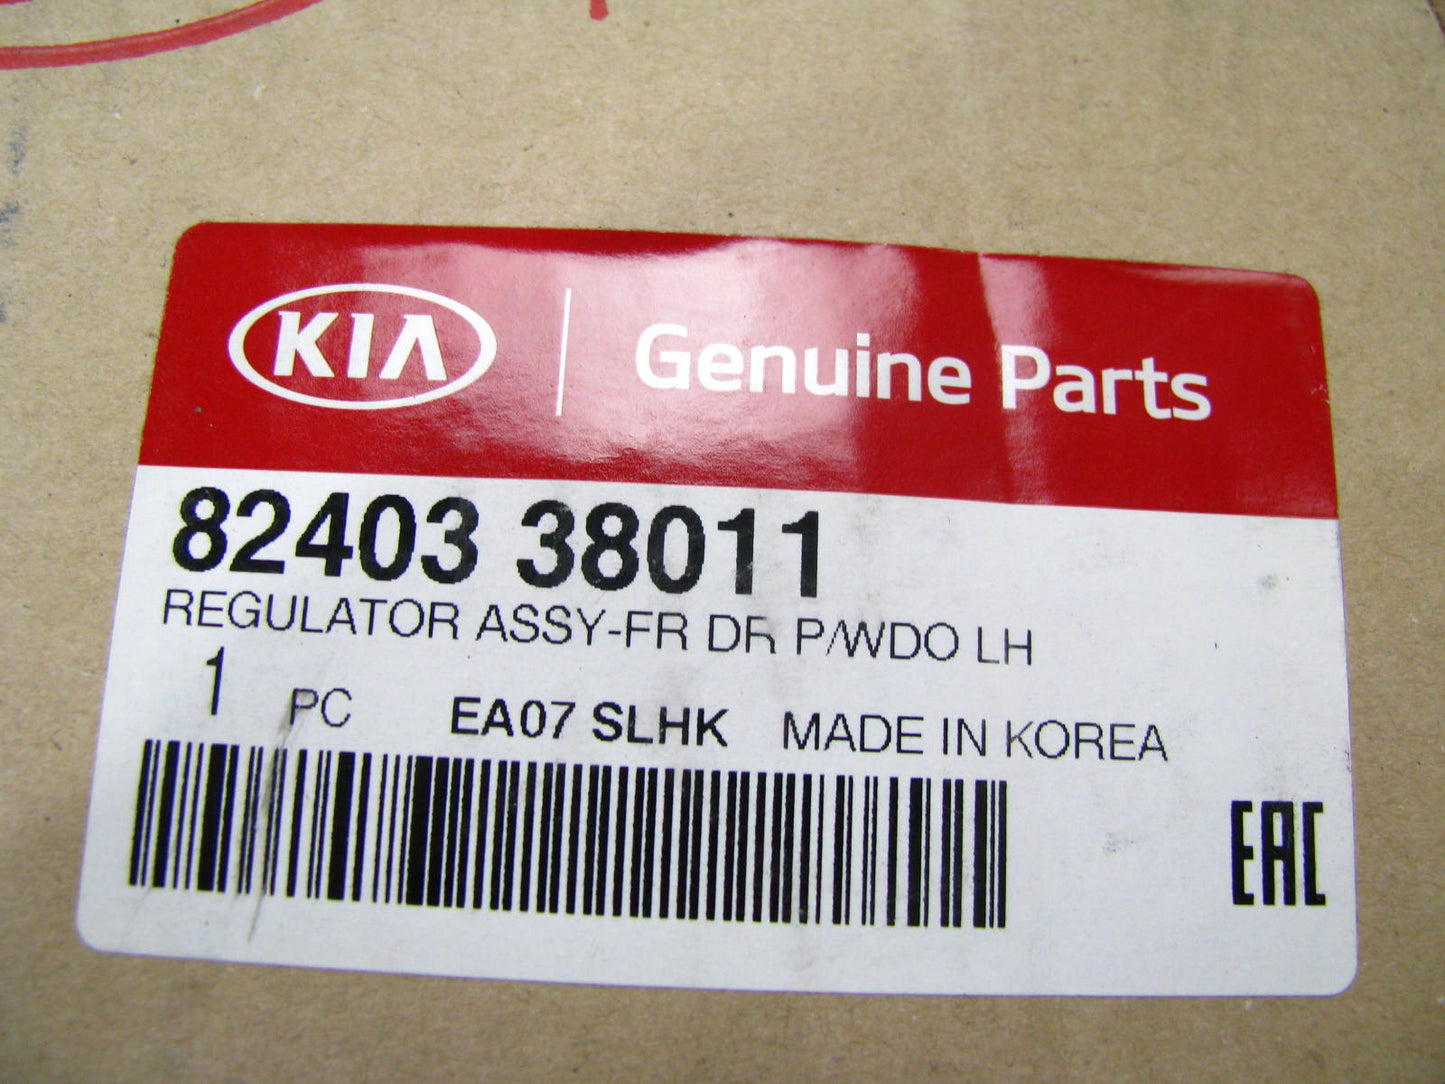 KIA Genuine Parts
82403 38011
REGULATOR ASSY-FR DR P/WDO LH
1 PC EA07 SLHK MADE IN KOREA
EAC